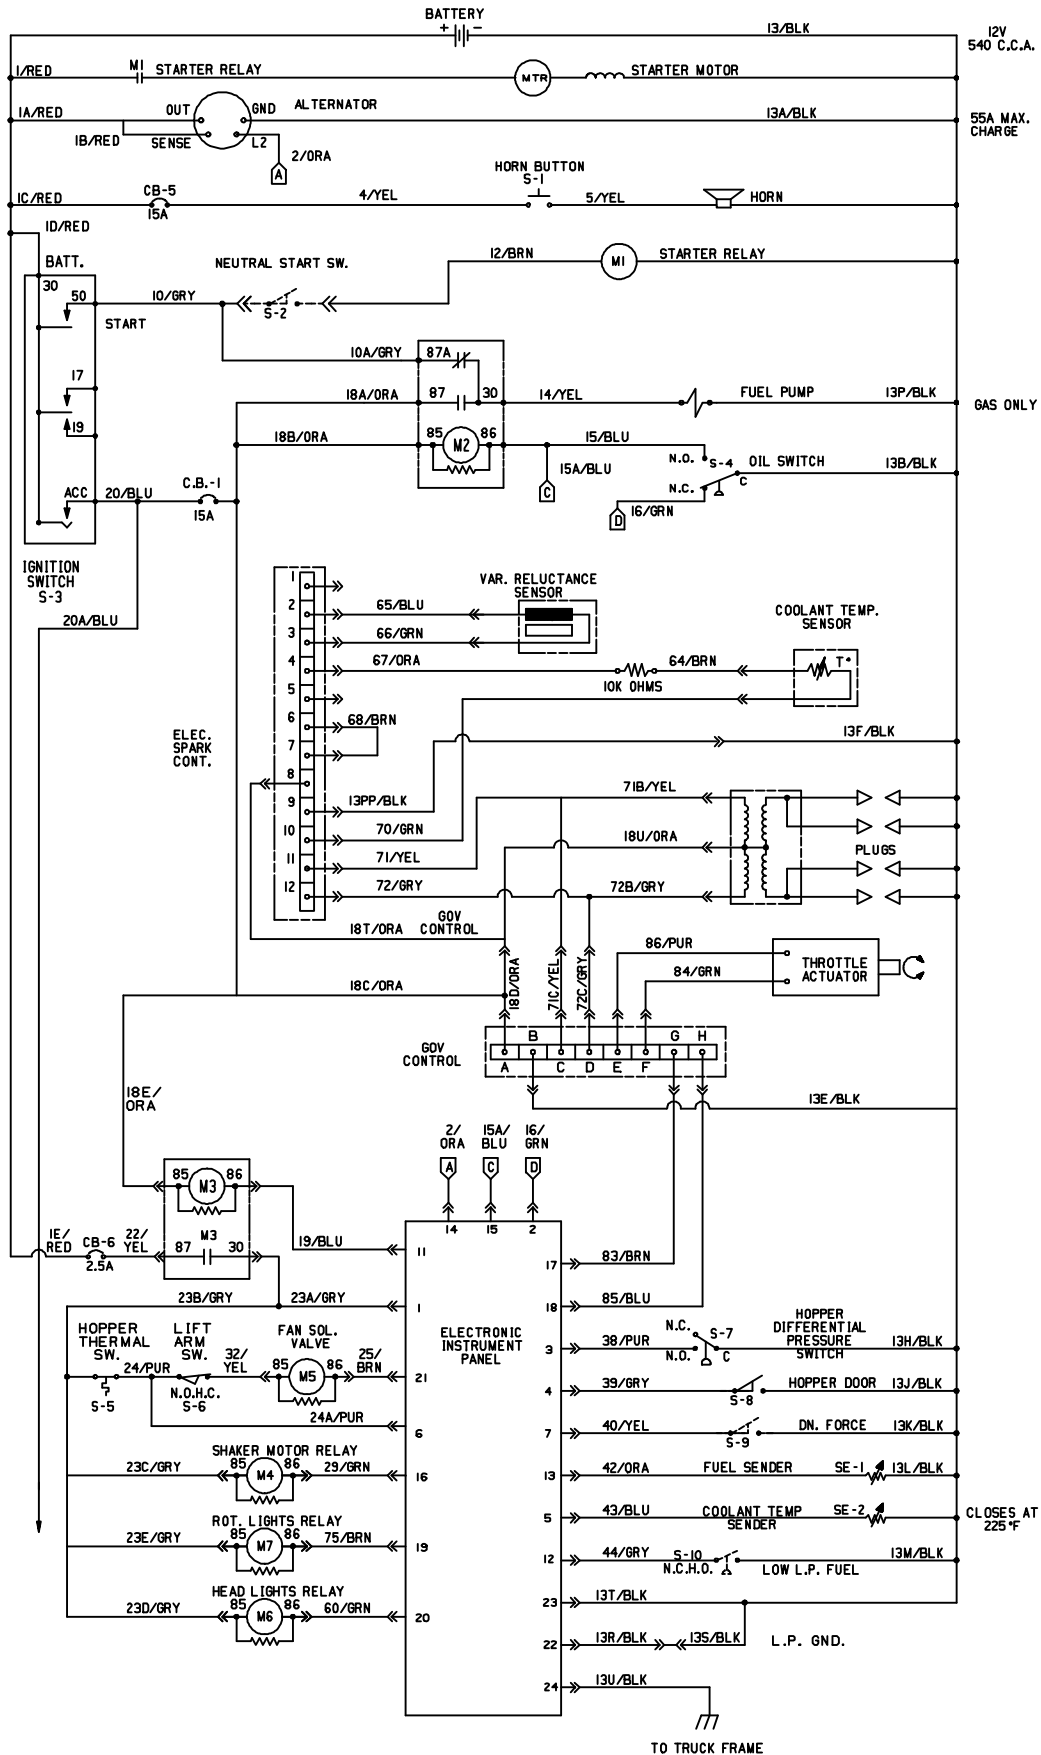 BATTERY
+ -
13/BLK
12V
540 C.C.A.
1/RED
M1
STARTER RELAY
MTR
STARTER MOTOR
1A/RED
OUT
GND
ALTERNATOR
13A/BLK
55A MAX.
CHARGE
1B/RED
SENSE
L2
2/ORA
A
HORN BUTTON
S-1
1C/RED
CB-5
15A
4/YEL
5/YEL
HORN
1D/RED
BATT.
NEUTRAL START SW.
12/BRN
M1
STARTER RELAY
30
50
10/GRY
S-2
START
10A/GRY
87A
17
18A/ORA
87
30
14/YEL
FUEL PUMP
13P/BLK
GAS ONLY
19
18B/ORA
85
M2
86
15/BLU
N.O.
S-4
OIL SWITCH
13B/BLK
15A/BLU
C
N.C.
C
ACC
20/BLU
C.B.-1
15A
16/GRN
D
IGNITION
SWITCH
S-3
20A/BLU
1
2
3
4
5
6
7
8
9
10
11
12
ELEC.
SPARK
CONT.
VAR. RELUCTANCE
SENSOR
65/BLU
66/GRN
COOLANT TEMP.
SENSOR
67/ORA
64/BRN
T°
10K OHMS
68/BRN
13F/BLK
13PP/BLK
71B/YEL
70/GRN
18U/ORA
71/YEL
PLUGS
72/GRY
72B/GRY
18T/ORA
GOV
CONTROL
86/PUR
84/GRN
THROTTLE
ACTUATOR
18C/ORA
18D/ORA
71C/YEL
72C/GRY
GOV
CONTROL
B
G
H
A
C
D
E
F
13E/BLK
18E/
ORA
2/
ORA
15A/
BLU
16/
GRN
A
C
D
14
15
2
85
M3
86
1E/
RED
CB-6
2.5A
22/
YEL
M3
87
30
19/BLU
11
83/BRN
17
23B/GRY
23A/GRY
1
85/BLU
18
ELECTRONIC
INSTRUMENT
PANEL
HOPPER
THERMAL
SW.
LIFT
ARM
SW.
FAN SOL.
VALVE
HOPPER
DIFFERENTIAL
PRESSURE
SWITCH
3
38/PUR
N.C.
S-7
N.O.
C
13H/BLK
24/PUR
32/
YEL
85
M5
86
25/
BRN
21
S-5
N.O.H.C.
S-6
4
39/GRY
S-8
HOPPER DOOR
13J/BLK
24A/PUR
6
7
40/YEL
S-9
DN. FORCE
13K/BLK
SHAKER MOTOR RELAY
23C/GRY
85
M4
86
29/GRN
16
13
42/ORA
FUEL SENDER
SE-1
13L/BLK
5
43/BLU
COOLANT TEMP
SENDER
SE-2
CLOSES AT
225°F
ROT. LIGHTS RELAY
23E/GRY
85
M7
86
75/BRN
19
12
44/GRY
S-10
N.C.H.O.
LOW L.P. FUEL
13M/BLK
HEAD LIGHTS RELAY
23D/GRY
85
M6
86
60/GRN
20
23
13T/BLK
22
13R/BLK
13S/BLK
L.P. GND.
24
13U/BLK
TO TRUCK FRAME